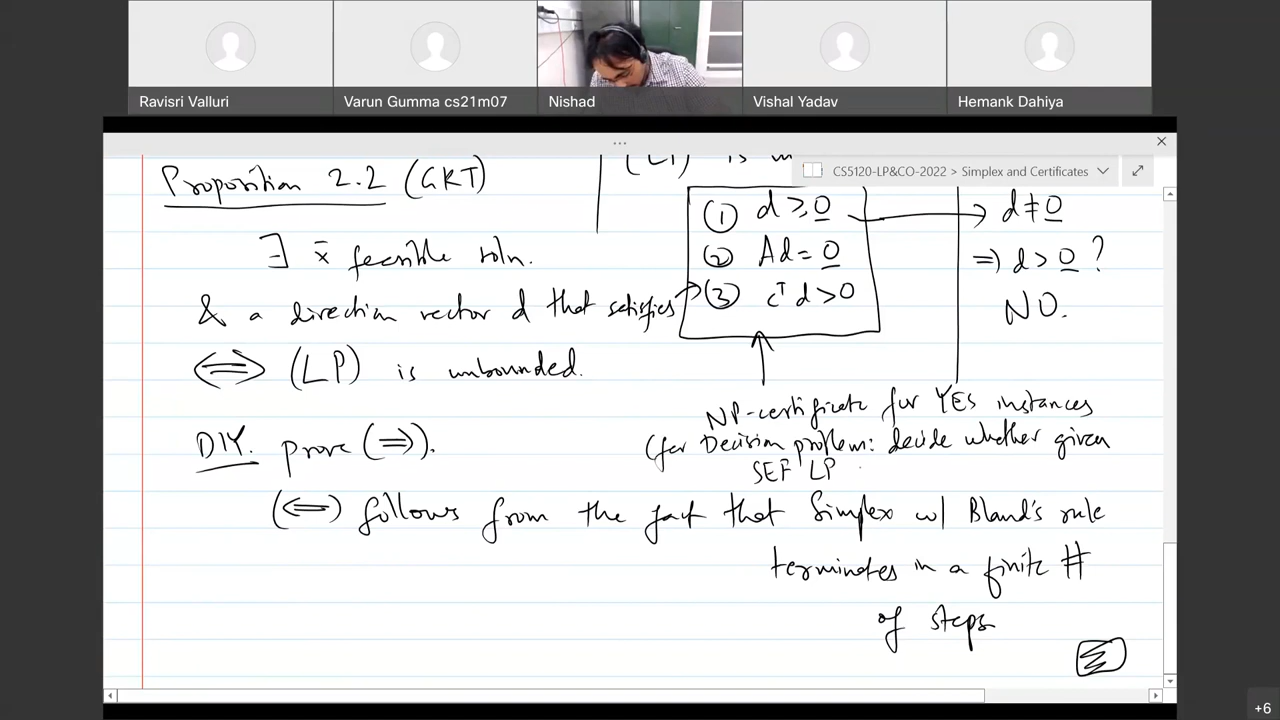 Ravisri Valluri
Varun Gumma cs21m07
Nishad
Vishal Yadav
Hemank Dahiya
CS5120-LP&CO-2022 > Simplex and Certificates
Proposition 2.2 (GKT)
∃ x̄ feasible soln.
& a direction vector d that satisfies
⟺ (LP) is unbounded.
① d ≥ 0
② Ad = 0
③ cᵀd > 0
d ≠ 0
⇒ d > 0 ?
NO.
NP-certificate for YES instances
(for Decision problem: decide whether given
SEF LP
DIY. prove (⇒).
(⇐) follows from the fact that Simplex w/ Bland's rule
terminates in a finite #
of steps
+6